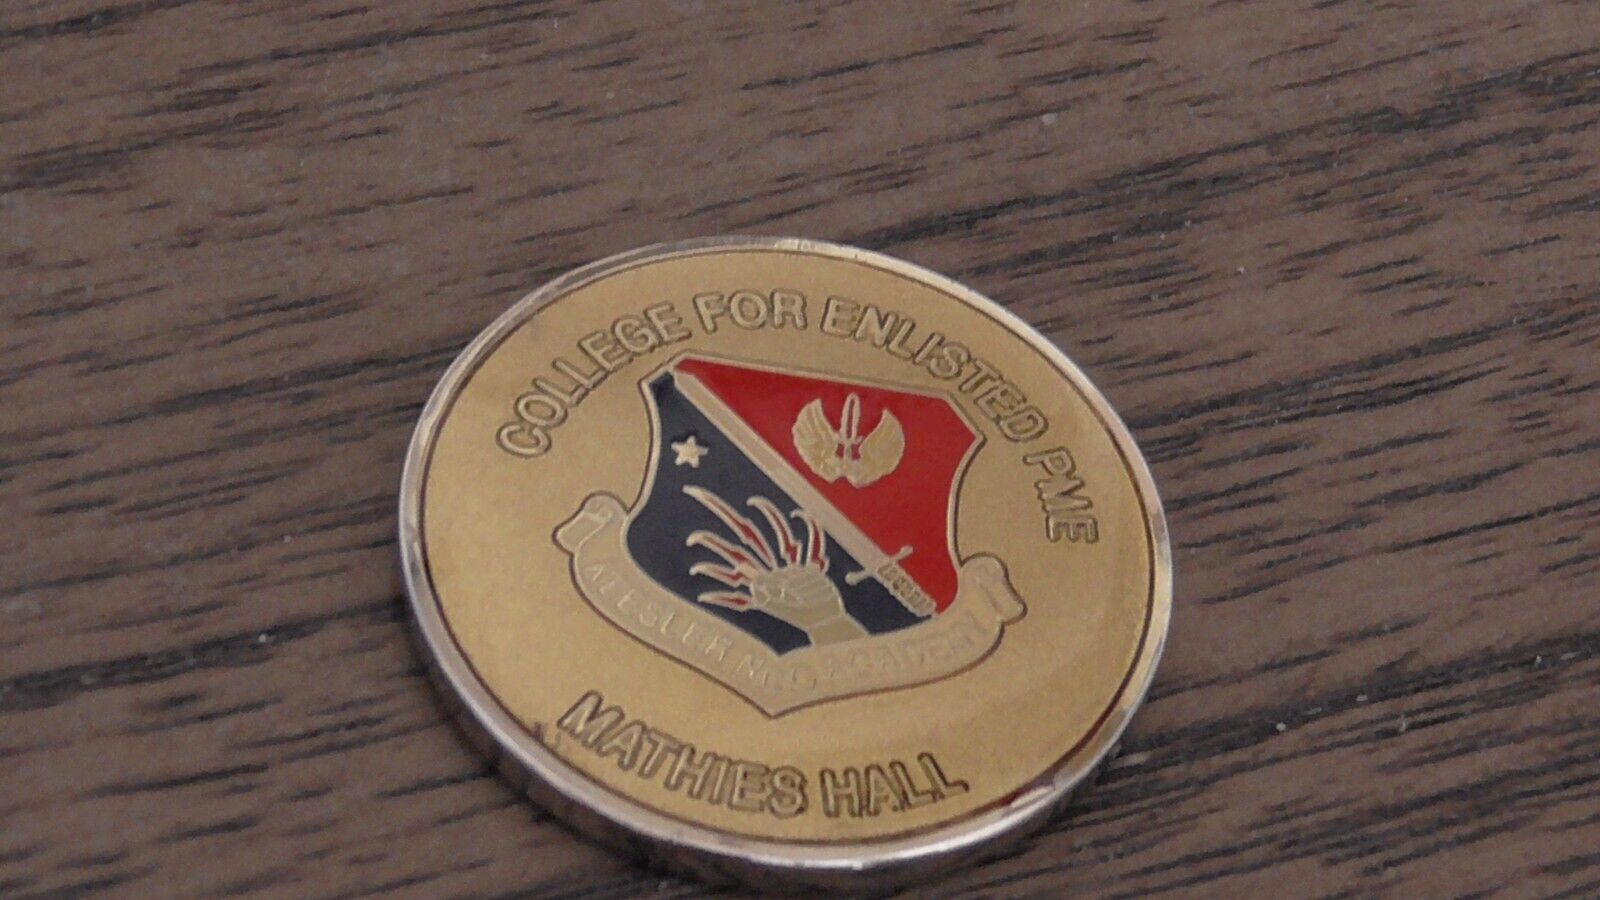 COLLEGE FOR ENLISTED PME
KEESLER NCO ACADEMY
MATHIES HALL